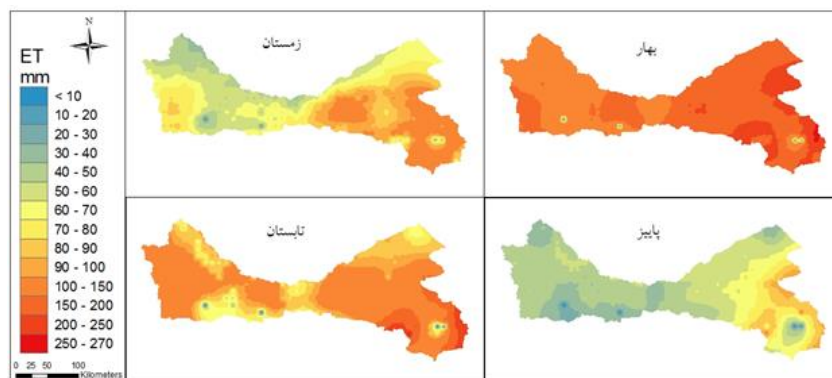 N
ET
mm
< 10
10 - 20
20 - 30
30 - 40
40 - 50
50 - 60
60 - 70
70 - 80
80 - 90
90 - 100
100 - 150
150 - 200
200 - 250
250 - 270
0 25 50 100
Kilometers
زمستان
بهار
تابستان
پاییز